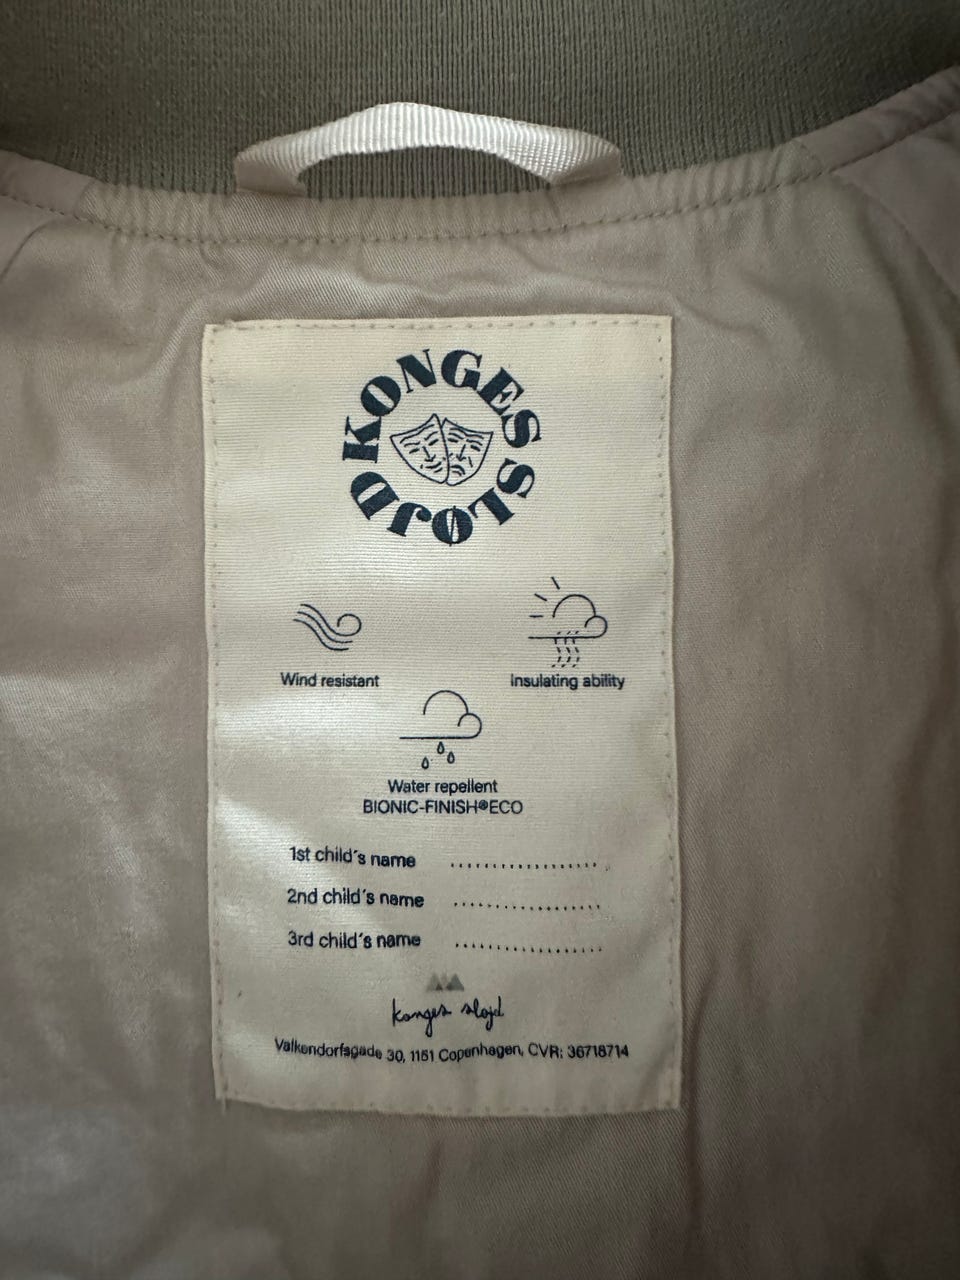 KONGES SLØJD
Wind resistant
Insulating ability
Water repellent
BIONIC-FINISH®ECO
1st child´s name ..................
2nd child´s name ..................
3rd child´s name ..................
konges sløjd
Valkendorfsgade 30, 1151 Copenhagen, CVR: 36718714